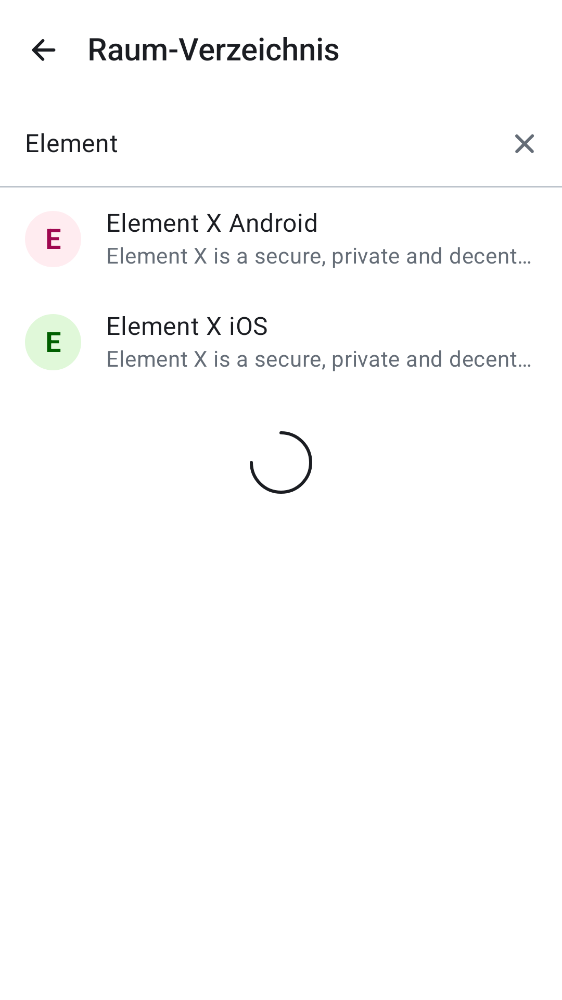 Raum-Verzeichnis
Element
E
Element X Android
Element X is a secure, private and decent…
E
Element X iOS
Element X is a secure, private and decent…